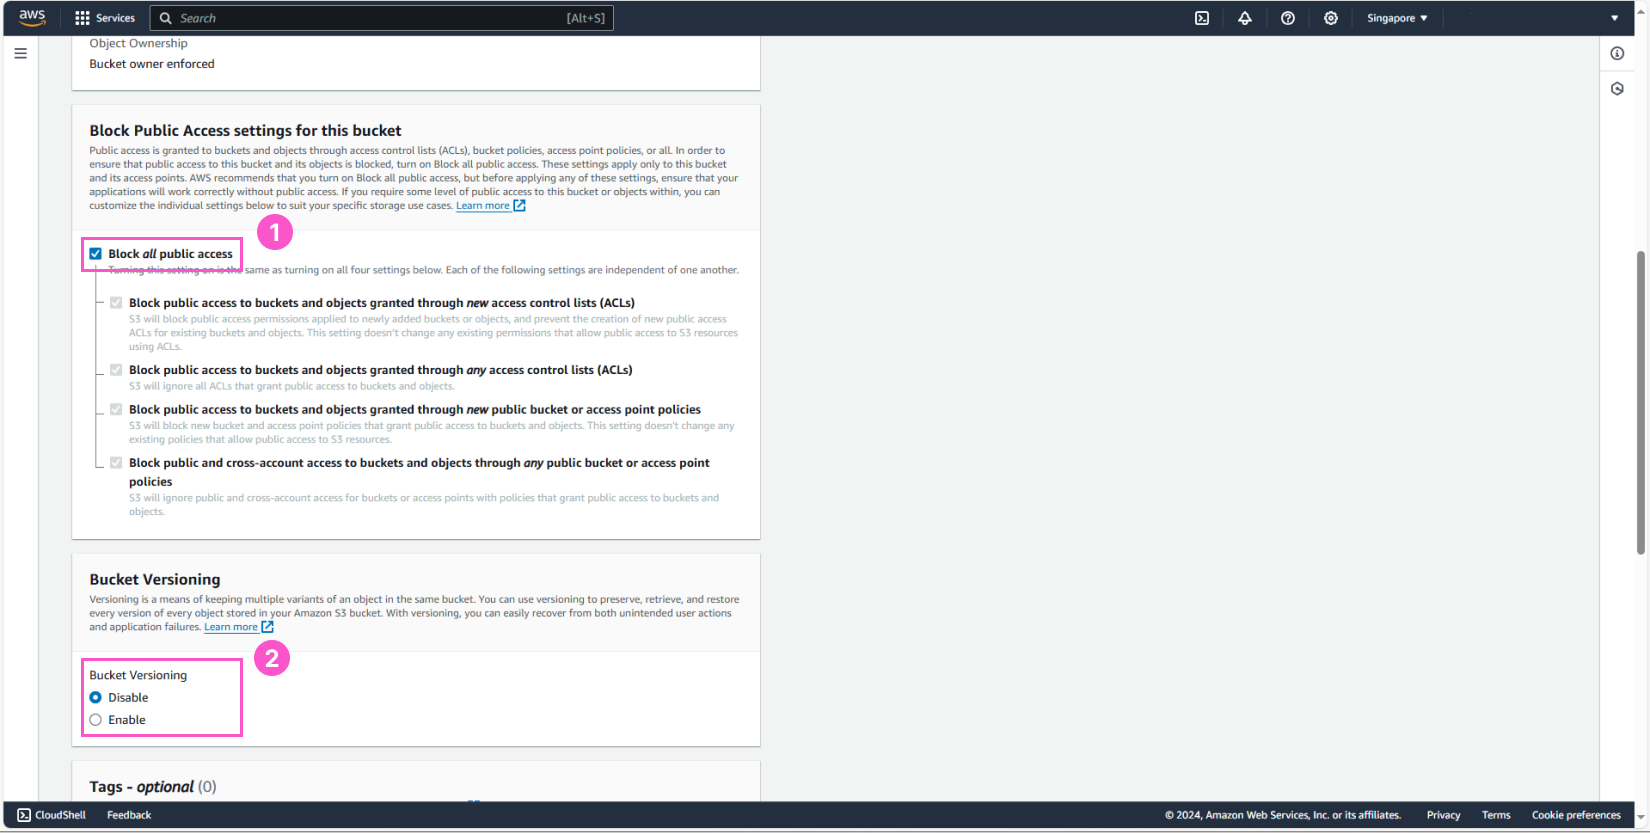 aws
Services
Search
[Alt+S]
Singapore
Object Ownership
Bucket owner enforced
Block Public Access settings for this bucket
Public access is granted to buckets and objects through access control lists (ACLs), bucket policies, access point policies, or all. In order to
ensure that public access to this bucket and its objects is blocked, turn on Block all public access. These settings apply only to this bucket
and its access points. AWS recommends that you turn on Block all public access, but before applying any of these settings, ensure that your
applications will work correctly without public access. If you require some level of public access to this bucket or objects within, you can
customize the individual settings below to suit your specific storage use cases. Learn more
1
Block all public access
Turning this setting on is the same as turning on all four settings below. Each of the following settings are independent of one another.
Block public access to buckets and objects granted through new access control lists (ACLs)
S3 will block public access permissions applied to newly added buckets or objects, and prevent the creation of new public access
ACLs for existing buckets and objects. This setting doesn't change any existing permissions that allow public access to S3 resources
using ACLs.
Block public access to buckets and objects granted through any access control lists (ACLs)
S3 will ignore all ACLs that grant public access to buckets and objects.
Block public access to buckets and objects granted through new public bucket or access point policies
S3 will block new bucket and access point policies that grant public access to buckets and objects. This setting doesn't change any
existing policies that allow public access to S3 resources.
Block public and cross-account access to buckets and objects through any public bucket or access point
policies
S3 will ignore public and cross-account access for buckets or access points with policies that grant public access to buckets and
objects.
Bucket Versioning
Versioning is a means of keeping multiple variants of an object in the same bucket. You can use versioning to preserve, retrieve, and restore
every version of every object stored in your Amazon S3 bucket. With versioning, you can easily recover from both unintended user actions
and application failures. Learn more
2
Bucket Versioning
Disable
Enable
Tags - optional (0)
CloudShell
Feedback
© 2024, Amazon Web Services, Inc. or its affiliates.
Privacy
Terms
Cookie preferences